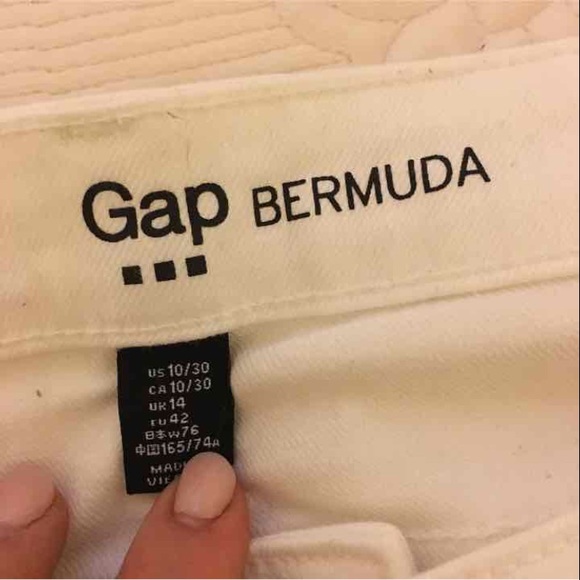 Gap BERMUDA
US 10/30
CA 10/30
UK 14
EU 42
日本 W76
中国 165/74A